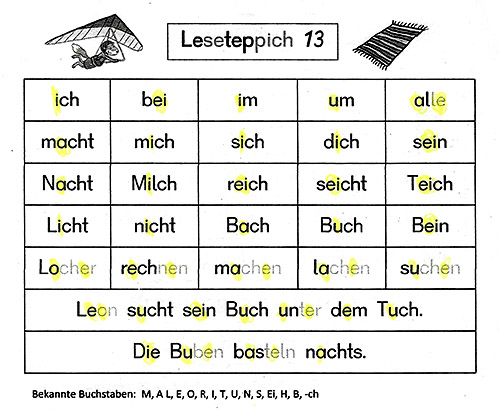 Leseteppich 13
ich bei im um alle
macht mich sich dich sein
Nacht Milch reich seicht Teich
Licht nicht Bach Buch Bein
Locher rechnen machen lachen suchen
Leon sucht sein Buch unter dem Tuch.
Die Buben basteln nachts.
Bekannte Buchstaben: M, A L, E, O, R, I, T, U, N, S, Ei, H, B, -ch